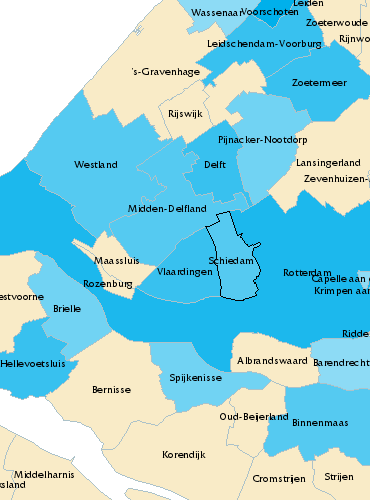 Leiden
Wassenaar
Voorschoten
Zoeterwoude
Rijnwo
Leidschendam-Voorburg
's-Gravenhage
Zoetermeer
Rijswijk
Pijnacker-Nootdorp
Westland
Delft
Lansingerland
Zevenhuizen-
Midden-Delfland
Maassluis
Schiedam
Vlaardingen
Rotterdam
Rozenburg
Capelle aan
Krimpen aan
estvoorne
Brielle
Ridde
Hellevoetsluis
Albrandswaard
Barendrecht
Spijkenisse
Bernisse
Oud-Beijerland
Binnenmaas
Korendijk
Middelharnis
rsland
Cromstrijen
Strijen